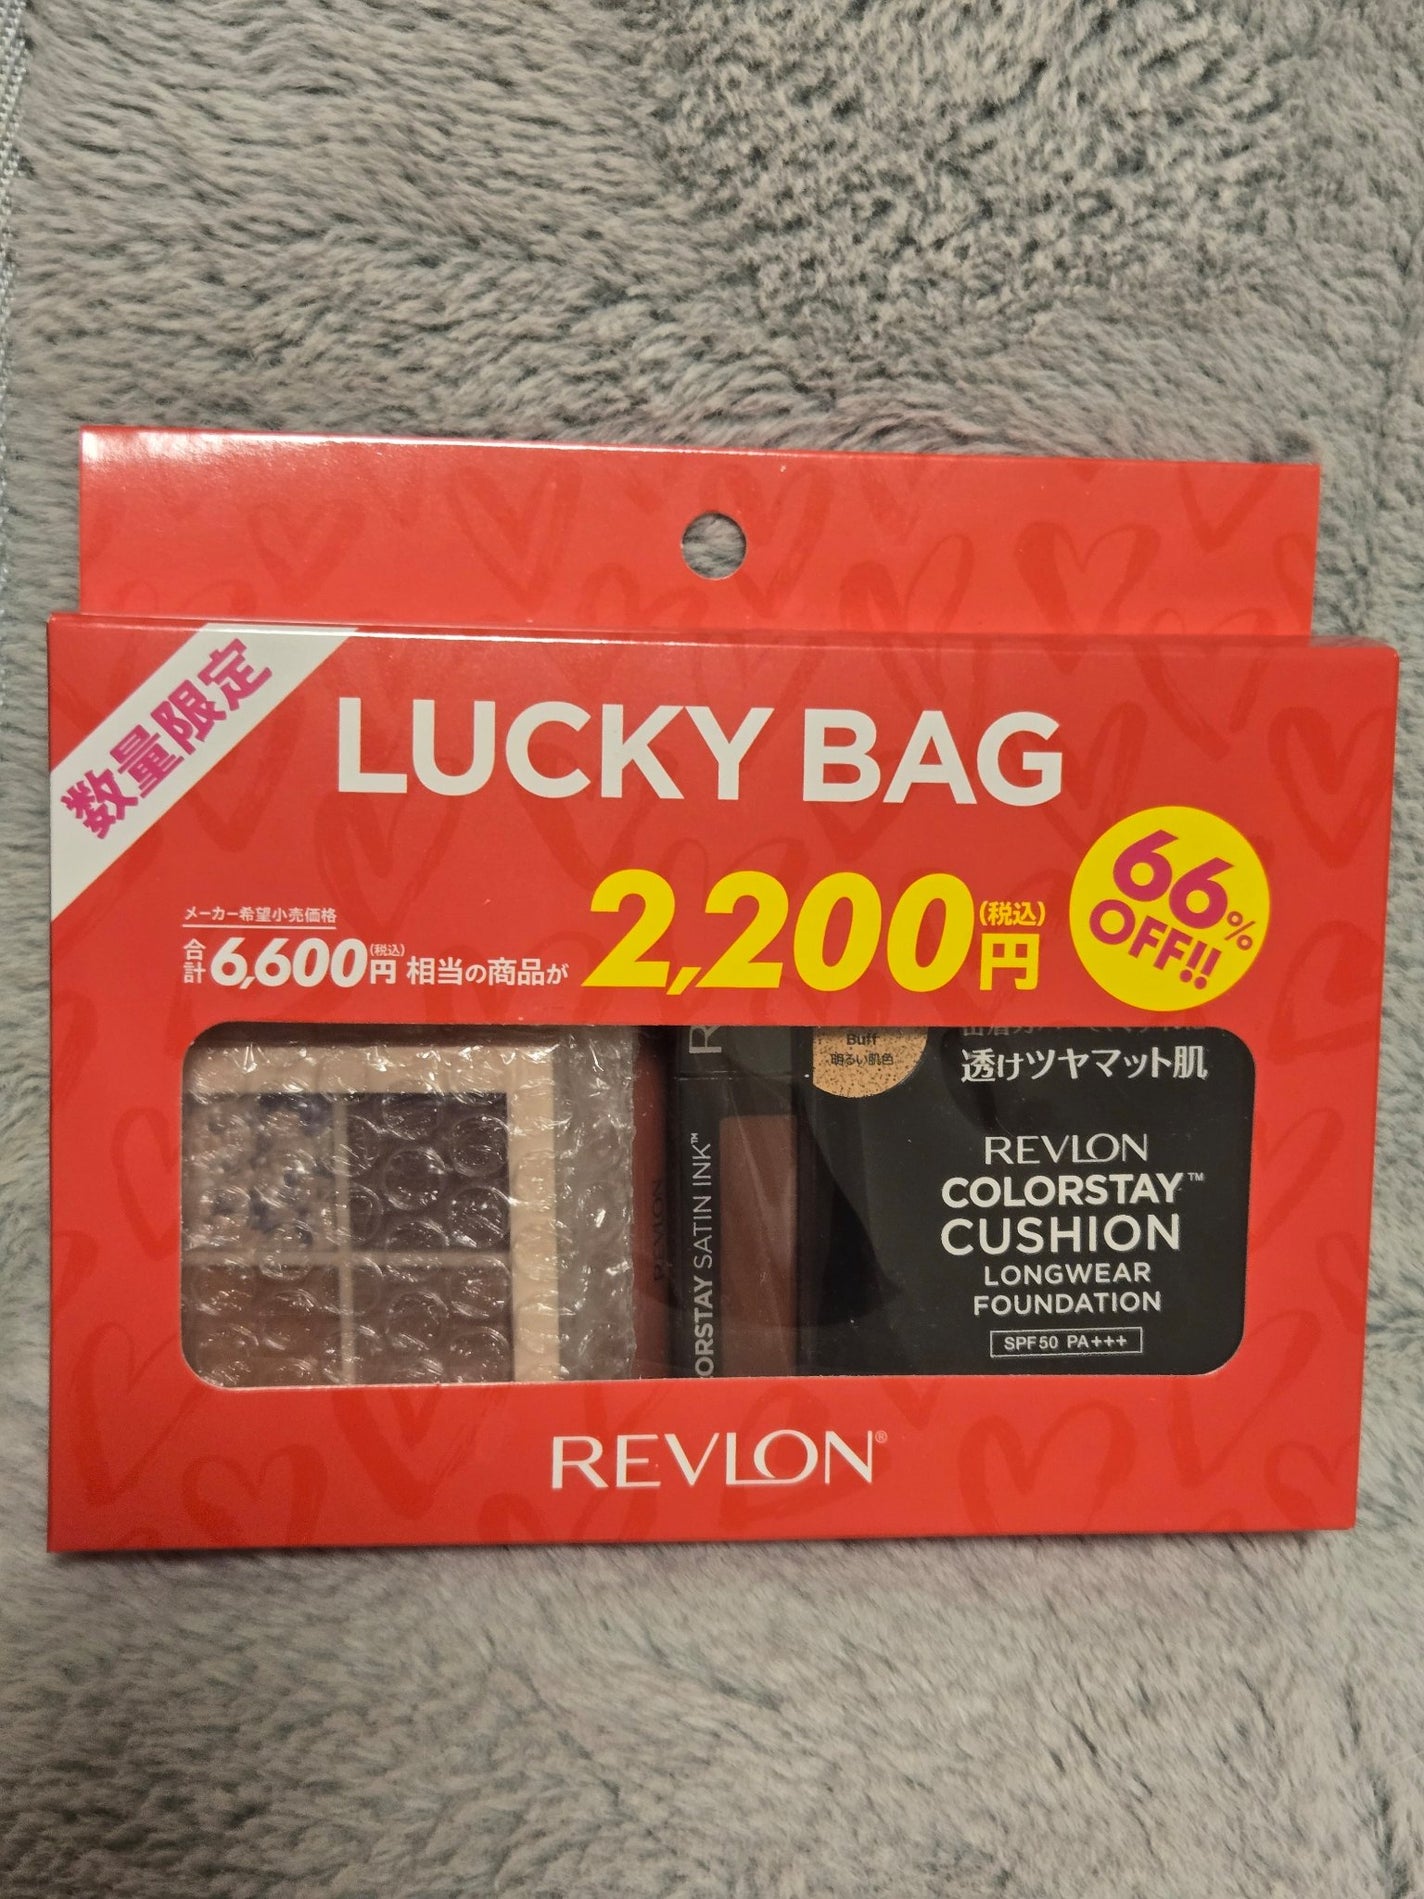 数量限定
LUCKY BAG
メーカー希望小売価格
合計6,600円(税込)相当の商品が
2,200円(税込)
66%
OFF!!
Buff
明るい肌色
透けツヤマット肌
REVLON
COLORSTAY™
CUSHION
LONGWEAR
FOUNDATION
SPF50 PA+++
REVLON
ORSTAY SATIN INK™
REVLON®